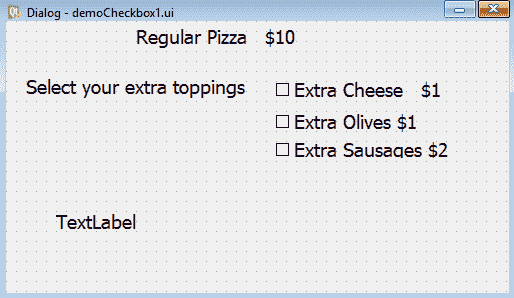 Dialog - demoCheckbox1.ui
Regular Pizza $10
Select your extra toppings
Extra Cheese $1
Extra Olives $1
Extra Sausages $2
TextLabel